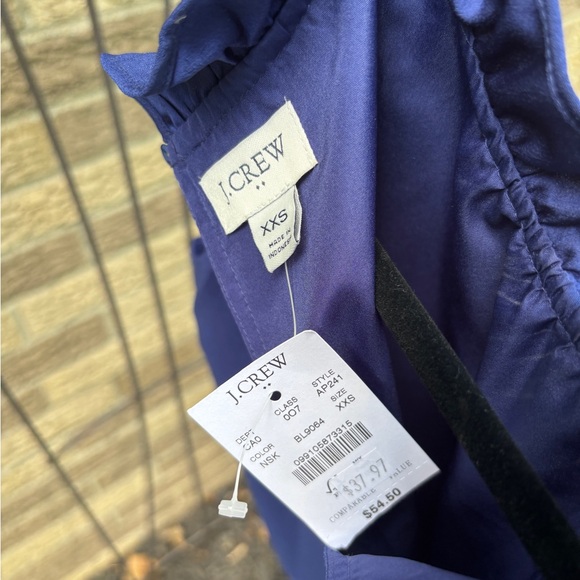 J.CREW
XXS
MADE IN
INDONESIA
J.CREW
DEPT CLASS STYLE
CA0 007 AP241
COLOR SIZE
NSK BL9064 XXS
099105873315
$37.97
COMPARABLE VALUE
$54.50